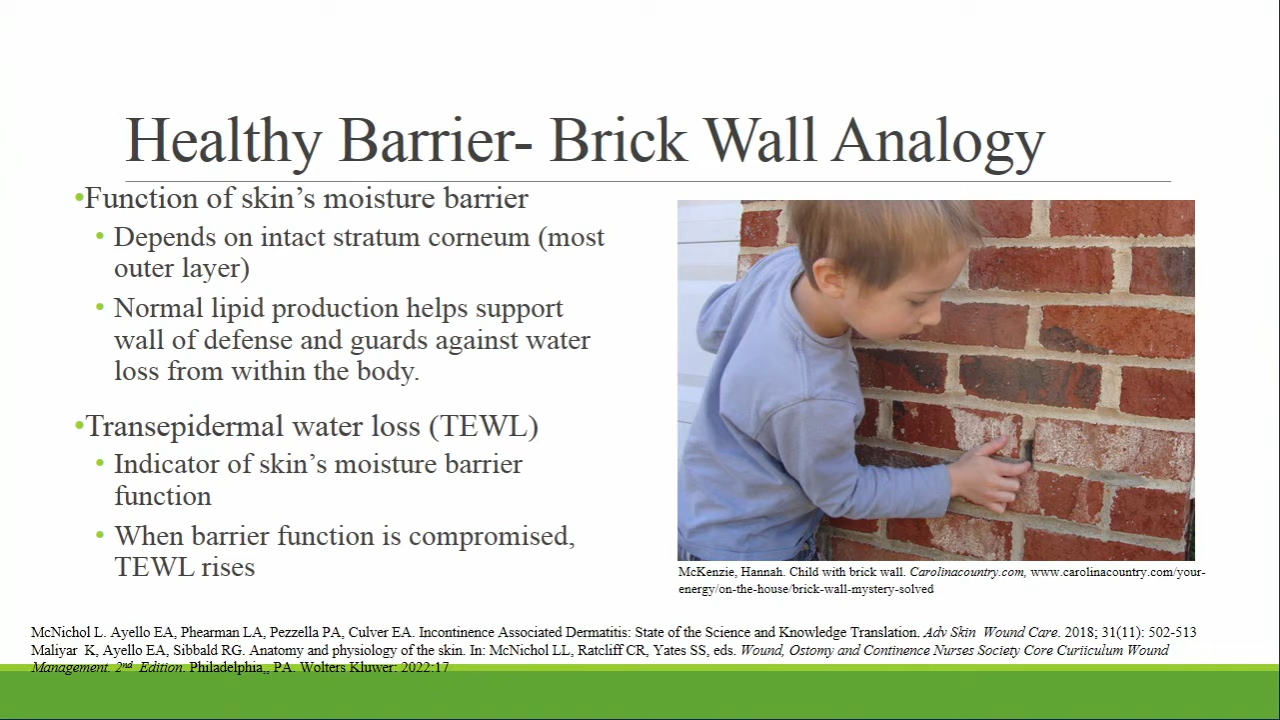 Healthy Barrier- Brick Wall Analogy
•Function of skin’s moisture barrier
• Depends on intact stratum corneum (most
outer layer)
• Normal lipid production helps support
wall of defense and guards against water
loss from within the body.
•Transepidermal water loss (TEWL)
• Indicator of skin’s moisture barrier
function
• When barrier function is compromised,
TEWL rises
McKenzie, Hannah. Child with brick wall. Carolinacountry.com, www.carolinacountry.com/your-
energy/on-the-house/brick-wall-mystery-solved
McNichol L. Ayello EA, Phearman LA, Pezzella PA, Culver EA. Incontinence Associated Dermatitis: State of the Science and Knowledge Translation. Adv Skin Wound Care. 2018; 31(11): 502-513
Maliyar K, Ayello EA, Sibbald RG. Anatomy and physiology of the skin. In: McNichol LL, Ratcliff CR, Yates SS, eds. Wound, Ostomy and Continence Nurses Society Core Curiiculum Wound
Management. 2nd Edition. Philadelphia,, PA. Wolters Kluwer: 2022:17